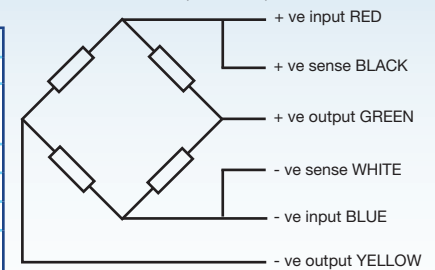 + ve input RED
+ ve sense BLACK
+ ve output GREEN
- ve sense WHITE
- ve input BLUE
- ve output YELLOW